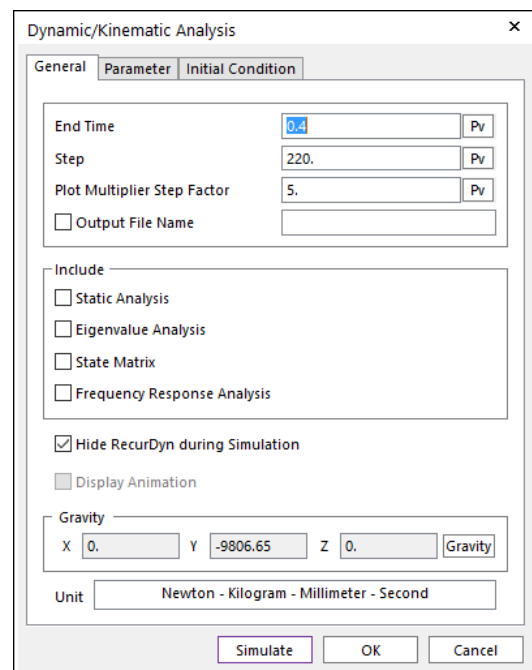 Dynamic/Kinematic Analysis
General Parameter Initial Condition
End Time 0.4 Pv
Step 220. Pv
Plot Multiplier Step Factor 5. Pv
Output File Name
Include
Static Analysis
Eigenvalue Analysis
State Matrix
Frequency Response Analysis
Hide RecurDyn during Simulation
Display Animation
Gravity
X 0. Y -9806.65 Z 0. Gravity
Unit Newton - Kilogram - Millimeter - Second
Simulate OK Cancel